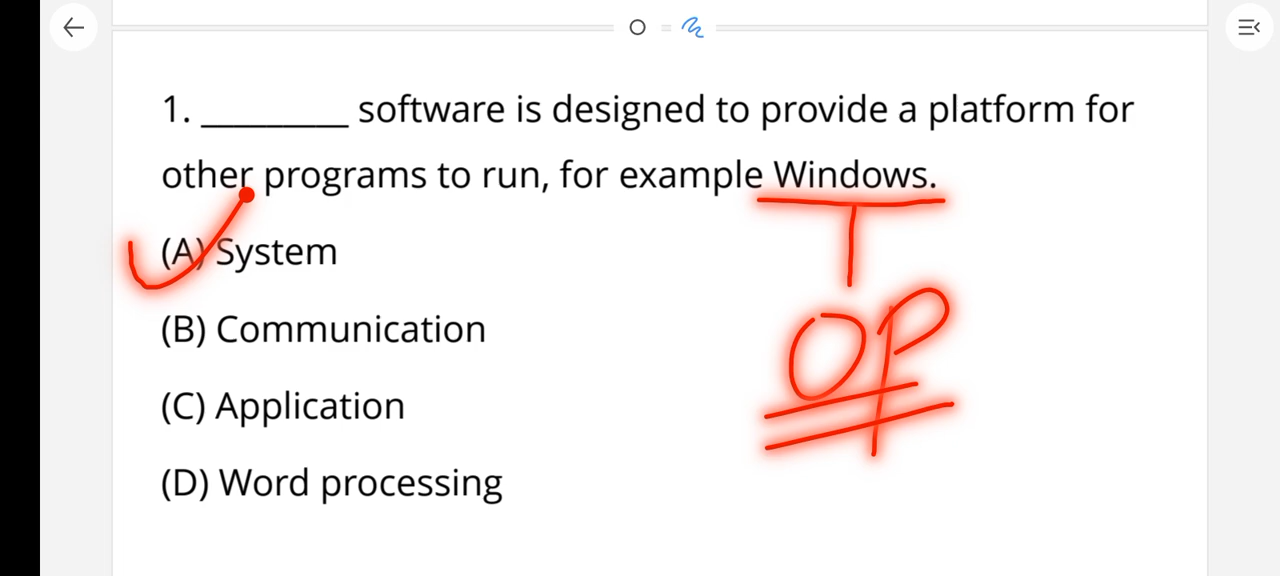 1. _________ software is designed to provide a platform for
other programs to run, for example Windows.
(A) System
OP
(B) Communication
(C) Application
(D) Word processing